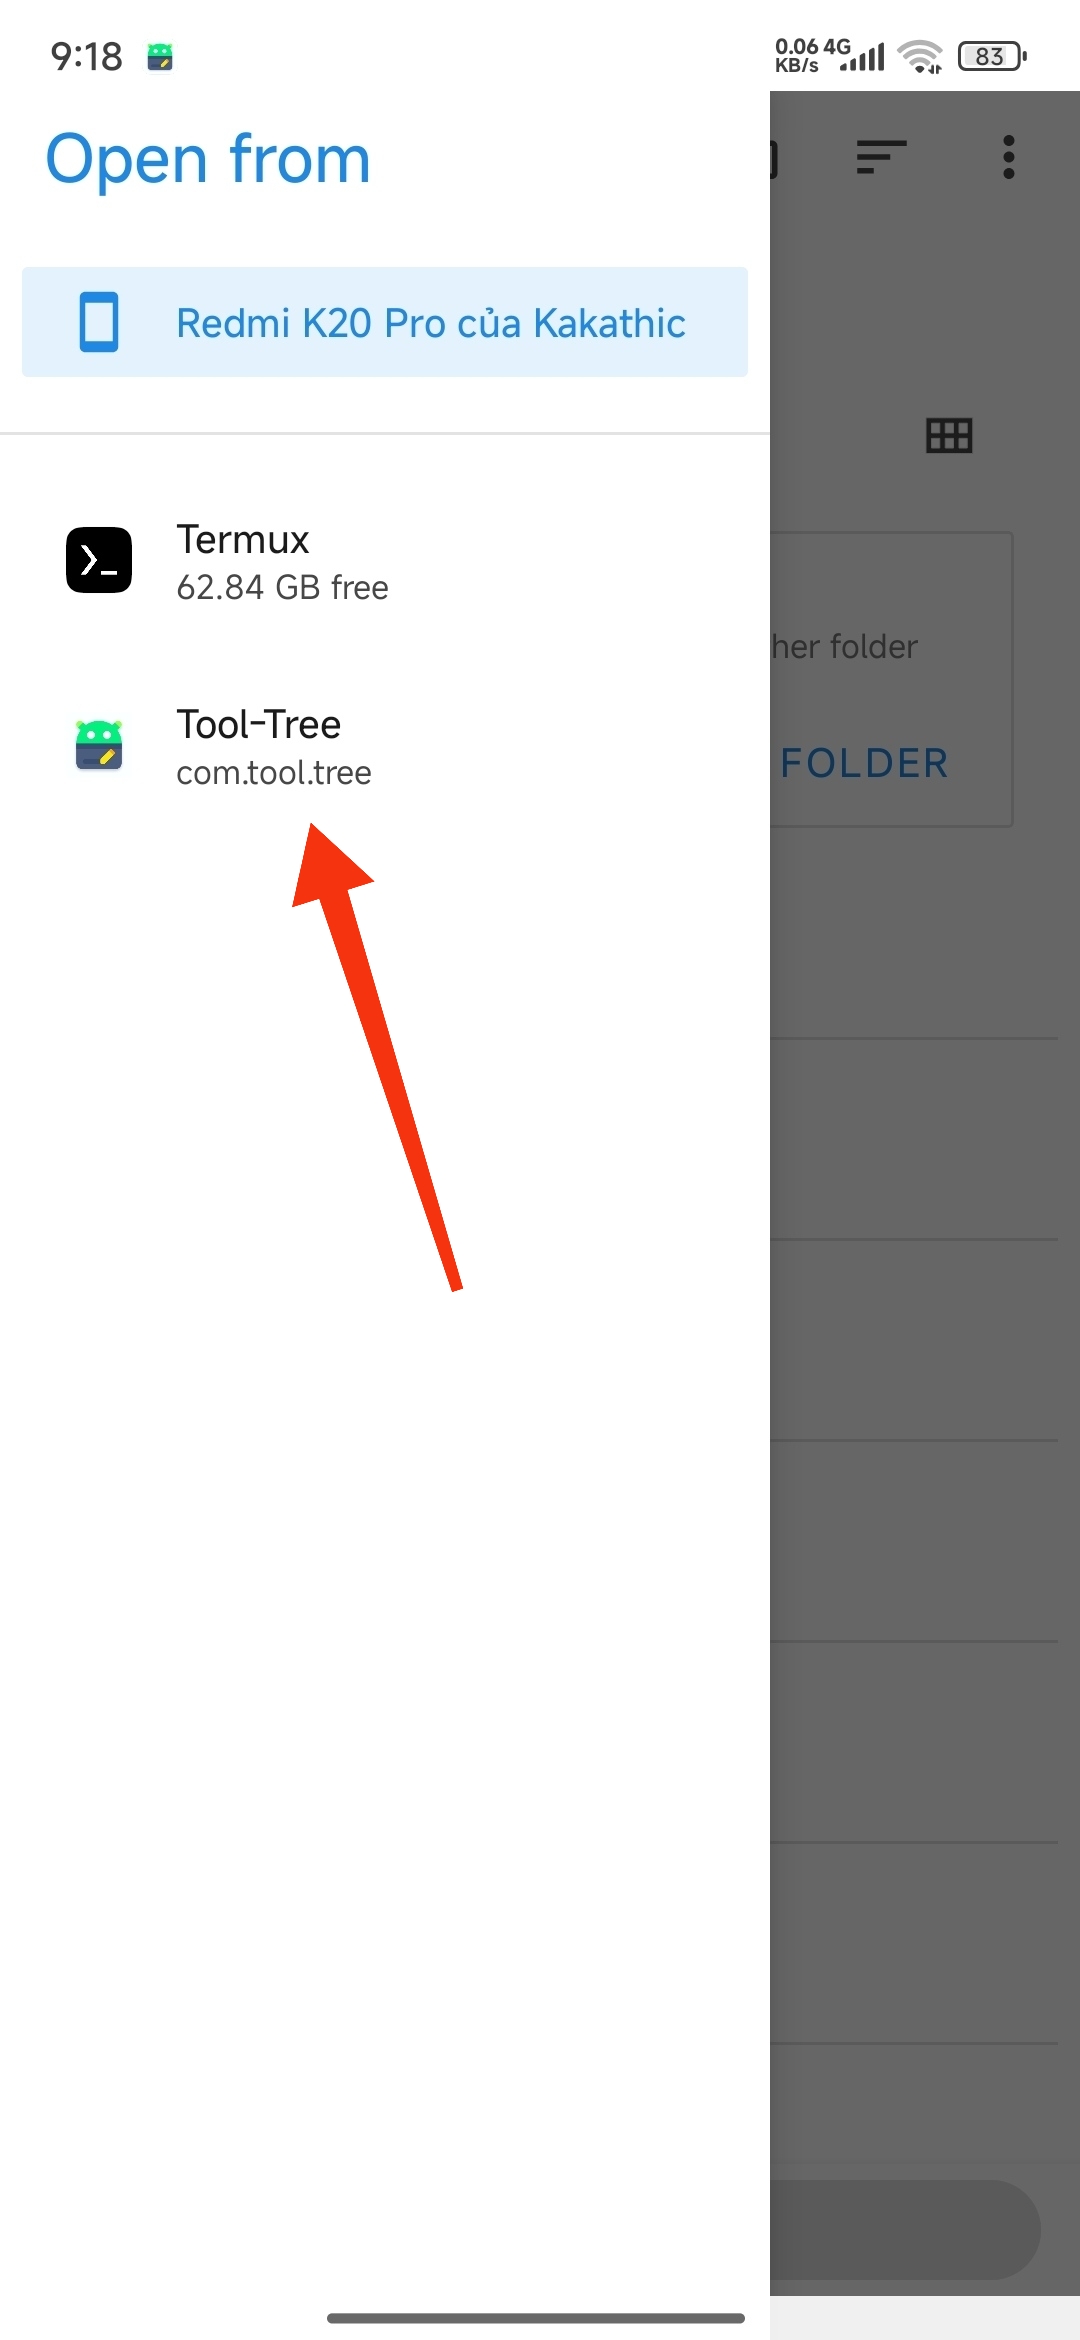 9:18
0.06 4G
KB/s
83
Open from
Redmi K20 Pro của Kakathic
Termux
62.84 GB free
her folder
Tool-Tree
FOLDER
com.tool.tree